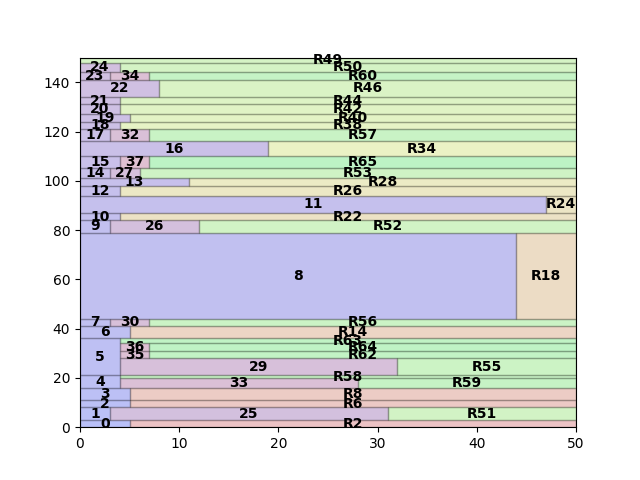 R49
24 R50
23 34 R60
140 22 R46
21 R44
20 R42
19 R40
120 18 R38
17 32 R57
16 R34
15 37 R65
14 27 R53
100 13 R28
12 R26
11 R24
10 R22
80 9 26 R52
60 8 R18
7 30 R56
40 6 R14
R63
36 R64
5 35 R62
29 R55
R58
20 4 33 R59
3 R8
2 R6
1 25 R51
0 0 R2
0 10 20 30 40 50